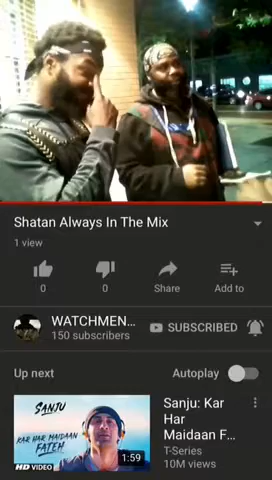 Shatan Always In The Mix
1 view
0
0
Share
Add to
WATCHMEN...
SUBSCRIBED
150 subscribers
Up next
Autoplay
SANJU
KAR HAR MAIDAAN
FATEH
HD VIDEO
1:59
Sanju: Kar
Har
Maidaan F...
T-Series
10M views